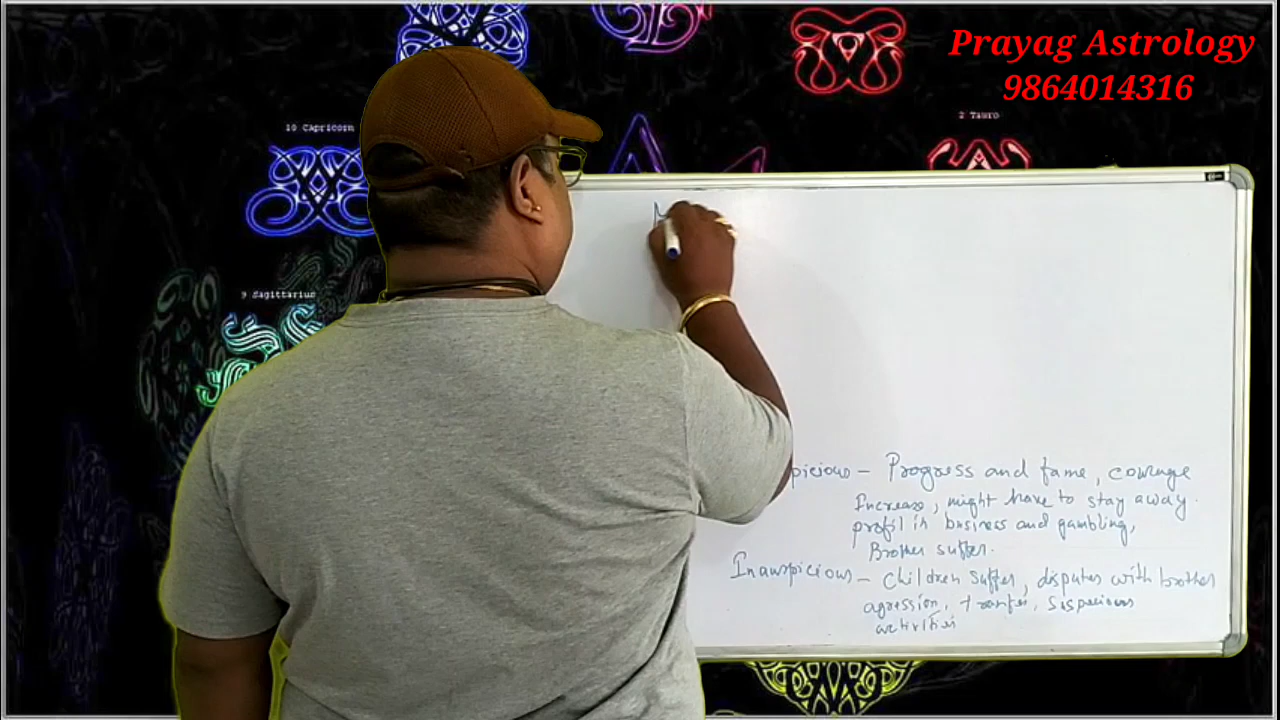 Prayag Astrology
9864014316
10 Capricorn
2 Tauro
9 Sagittarius
picious - Progress and fame, courage
Increase, might have to stay away.
profit in business and gambling,
Brother suffer.
Inauspicious - children suffer, disputes with brother
agression, transfer, suspecious
activities